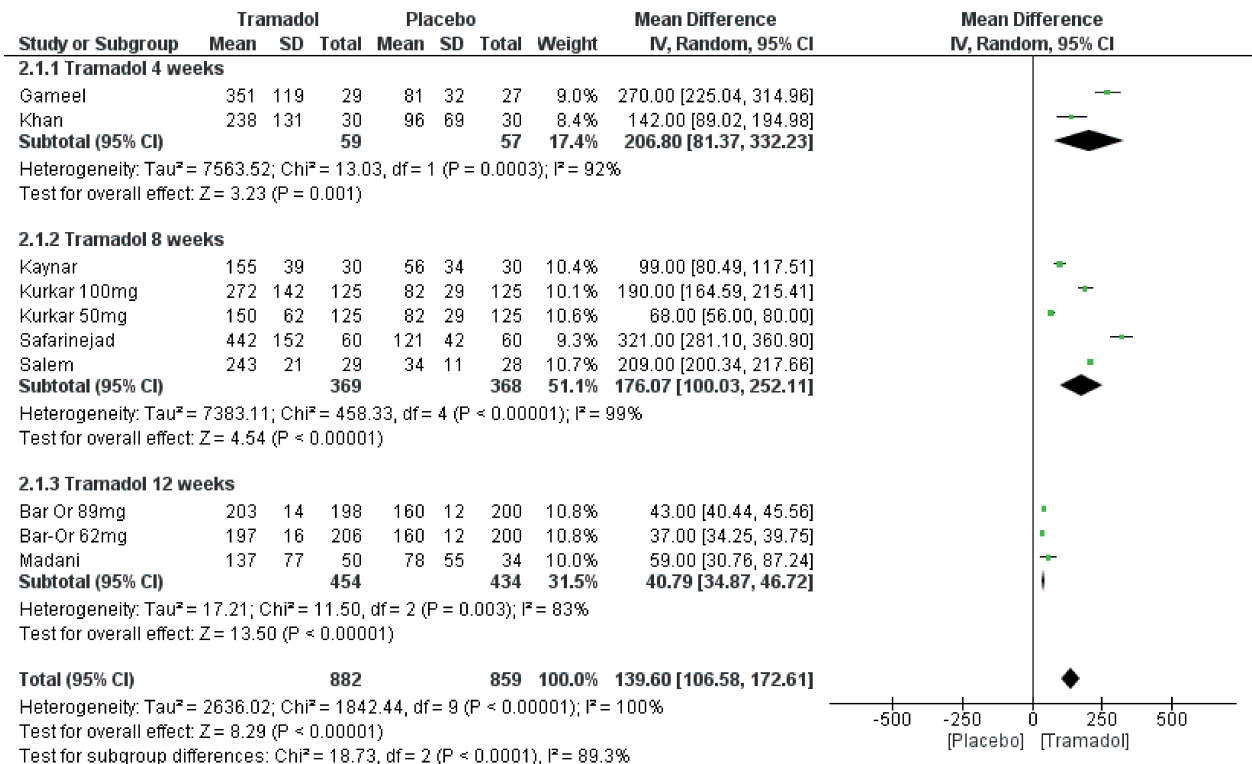 Tramadol Placebo Mean Difference Mean Difference
Study or Subgroup Mean SD Total Mean SD Total Weight IV, Random, 95% CI IV, Random, 95% CI
2.1.1 Tramadol 4 weeks
Gameel 351 119 29 81 32 27 9.0% 270.00 [225.04, 314.96]
Khan 238 131 30 96 69 30 8.4% 142.00 [89.02, 194.98]
Subtotal (95% CI) 59 57 17.4% 206.80 [81.37, 332.23]
Heterogeneity: Tau² = 7563.52; Chi² = 13.03, df = 1 (P = 0.0003); I² = 92%
Test for overall effect: Z = 3.23 (P = 0.001)
2.1.2 Tramadol 8 weeks
Kaynar 155 39 30 56 34 30 10.4% 99.00 [80.49, 117.51]
Kurkar 100mg 272 142 125 82 29 125 10.1% 190.00 [164.59, 215.41]
Kurkar 50mg 150 62 125 82 29 125 10.6% 68.00 [56.00, 80.00]
Safarinejad 442 152 60 121 42 60 9.3% 321.00 [281.10, 360.90]
Salem 243 21 29 34 11 28 10.7% 209.00 [200.34, 217.66]
Subtotal (95% CI) 369 368 51.1% 176.07 [100.03, 252.11]
Heterogeneity: Tau² = 7383.11; Chi² = 458.33, df = 4 (P < 0.00001); I² = 99%
Test for overall effect: Z = 4.54 (P < 0.00001)
2.1.3 Tramadol 12 weeks
Bar Or 89mg 203 14 198 160 12 200 10.8% 43.00 [40.44, 45.56]
Bar-Or 62mg 197 16 206 160 12 200 10.8% 37.00 [34.25, 39.75]
Madani 137 77 50 78 55 34 10.0% 59.00 [30.76, 87.24]
Subtotal (95% CI) 454 434 31.5% 40.79 [34.87, 46.72]
Heterogeneity: Tau² = 17.21; Chi² = 11.50, df = 2 (P = 0.003); I² = 83%
Test for overall effect: Z = 13.50 (P < 0.00001)
Total (95% CI) 882 859 100.0% 139.60 [106.58, 172.61]
Heterogeneity: Tau² = 2636.02; Chi² = 1842.44, df = 9 (P < 0.00001); I² = 100%
Test for overall effect: Z = 8.29 (P < 0.00001)
Test for subgroup differences: Chi² = 18.73, df = 2 (P < 0.0001), I² = 89.3%
-500 -250 0 250 500
[Placebo] [Tramadol]